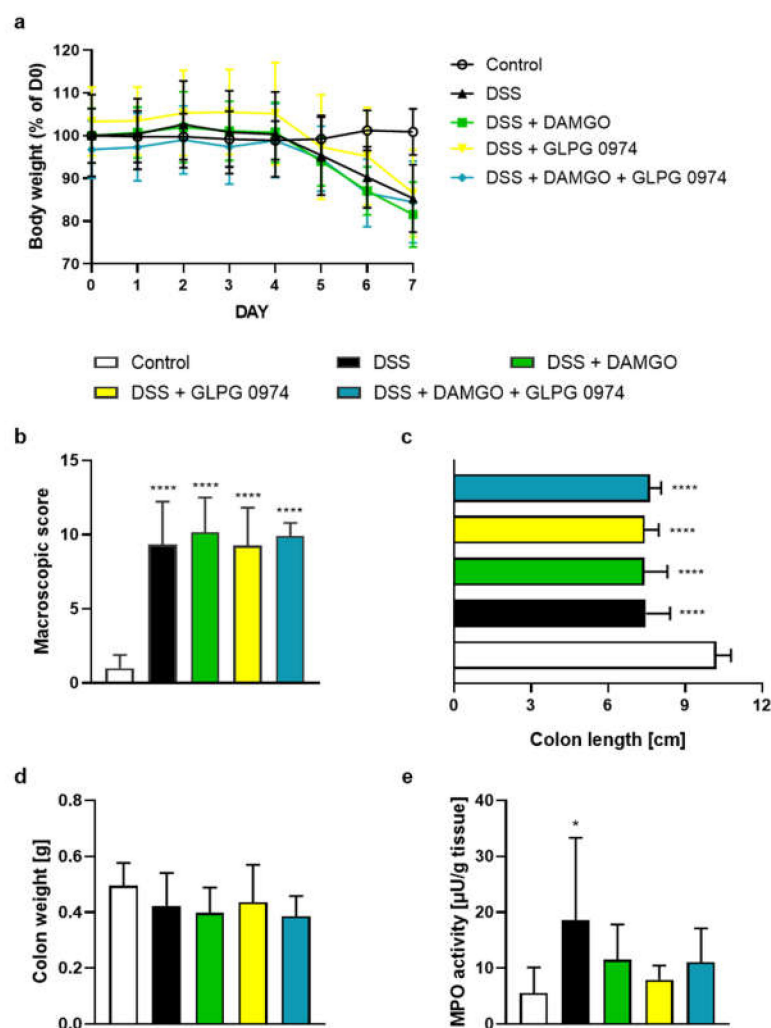 a
120
110
100
90
80
70
Body weight (% of D0)
0 1 2 3 4 5 6 7
DAY
Control
DSS
DSS + DAMGO
DSS + GLPG 0974
DSS + DAMGO + GLPG 0974
Control DSS DSS + DAMGO
DSS + GLPG 0974 DSS + DAMGO + GLPG 0974
b
15
10
5
0
Macroscopic score
**** **** **** ****
c
****
****
****
****
0 3 6 9 12
Colon length [cm]
d
0.8
0.6
0.4
0.2
0.0
Colon weight [g]
e
40
30
20
10
0
MPO activity [µU/g tissue]
*